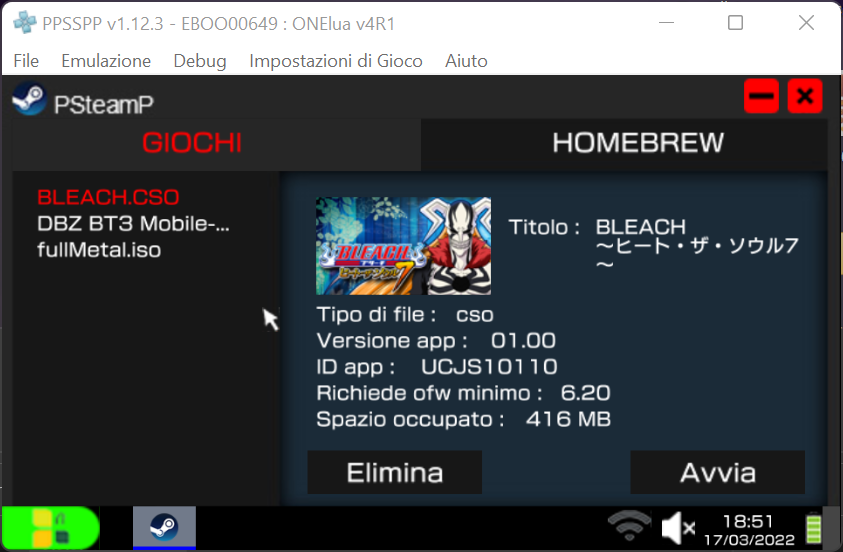 PPSSPP v1.12.3 - EBOO00649 : ONElua v4R1
File Emulazione Debug Impostazioni di Gioco Aiuto
PSteamP
GIOCHI HOMEBREW
BLEACH.CSO
DBZ BT3 Mobile-...
fullMetal.iso
BLEACH
Titolo : BLEACH
～ヒート・ザ・ソウル7
～
Tipo di file : cso
Versione app : 01.00
ID app : UCJS10110
Richiede ofw minimo : 6.20
Spazio occupato : 416 MB
Elimina Avvia
18:51
17/03/2022